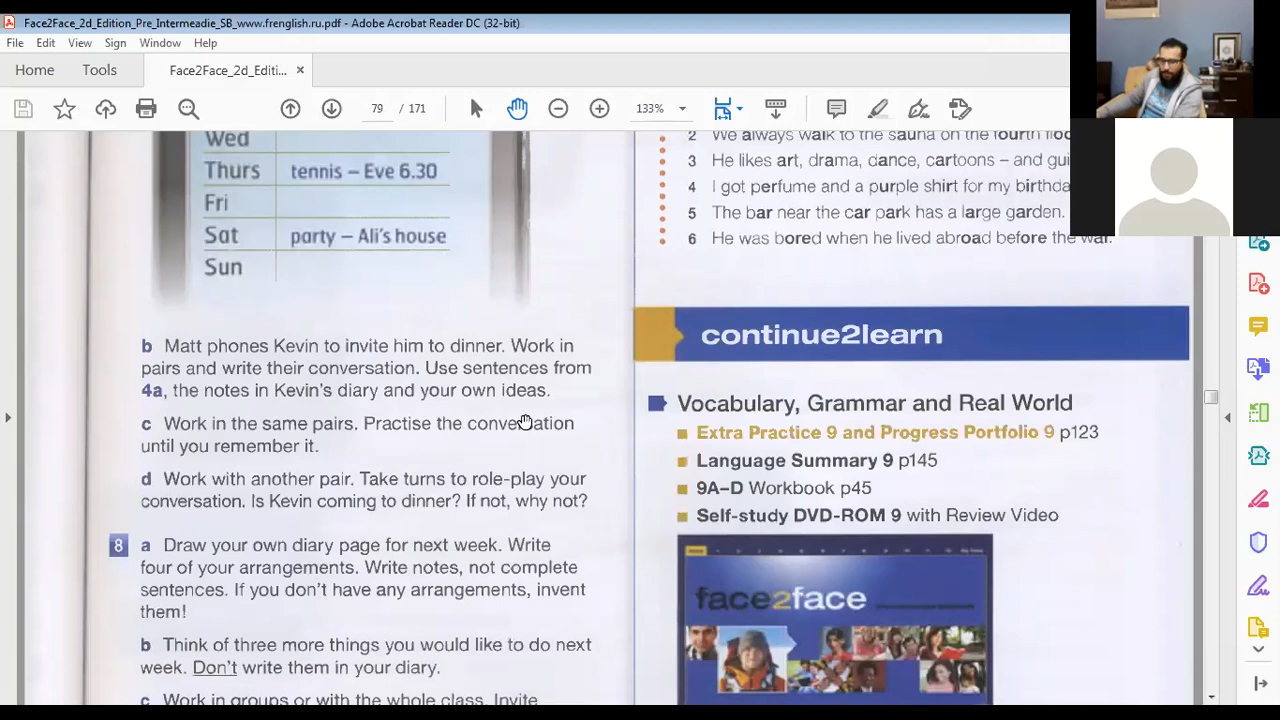 Face2Face_2d_Edition_Pre_Intermeadie_SB_www.frenglish.ru.pdf - Adobe Acrobat Reader DC (32-bit)
File Edit View Sign Window Help
Home Tools Face2Face_2d_Editi... ×
79 / 171 133%
Wed
Thurs tennis – Eve 6.30
Fri
Sat party – Ali's house
Sun
b Matt phones Kevin to invite him to dinner. Work in
pairs and write their conversation. Use sentences from
4a, the notes in Kevin's diary and your own ideas.
c Work in the same pairs. Practise the conversation
until you remember it.
d Work with another pair. Take turns to role-play your
conversation. Is Kevin coming to dinner? If not, why not?
8 a Draw your own diary page for next week. Write
four of your arrangements. Write notes, not complete
sentences. If you don't have any arrangements, invent
them!
b Think of three more things you would like to do next
week. Don't write them in your diary.
c Work in groups or with the whole class. Invite
2 We always walk to the sauna on the fourth
3 He likes art, drama, dance, cartoons – and
4 I got perfume and a purple shirt for my
5 The bar near the car park has a large garden.
6 He was bored when he lived abroad before the war.
continue2learn
Vocabulary, Grammar and Real World
Extra Practice 9 and Progress Portfolio 9 p123
Language Summary 9 p145
9A–D Workbook p45
Self-study DVD-ROM 9 with Review Video
face2face